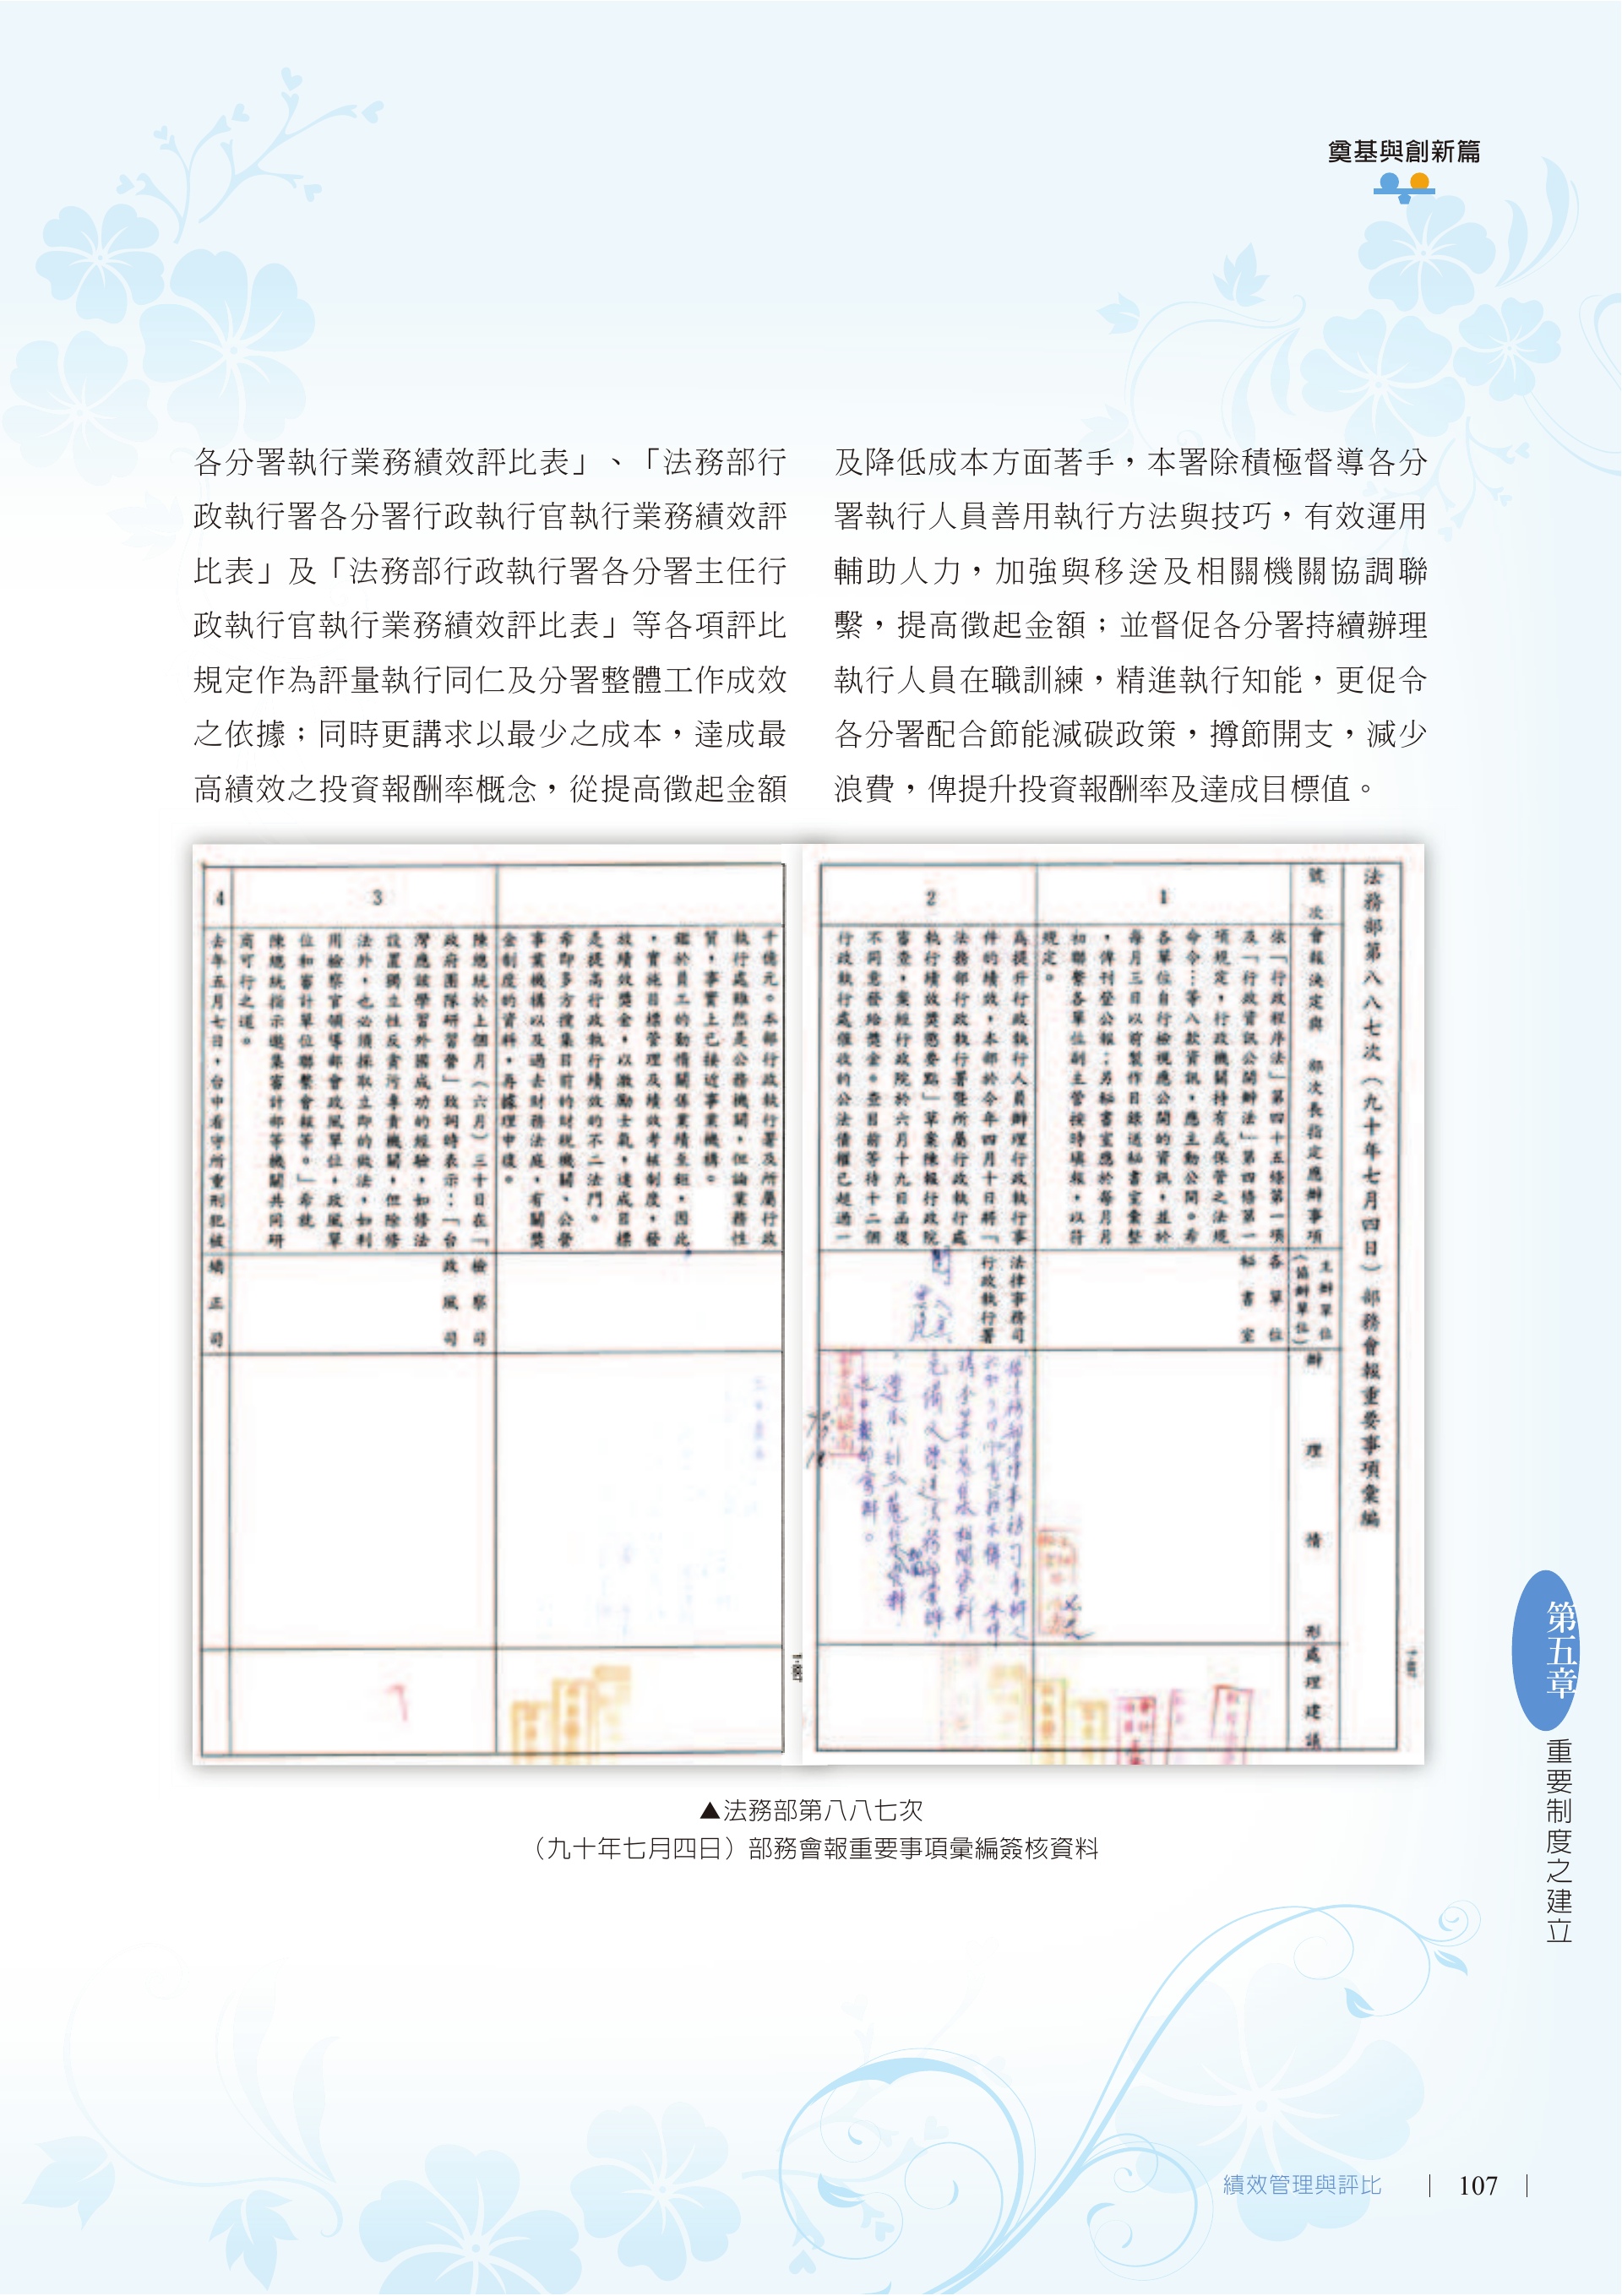 奠基與創新篇
各分署執行業務績效評比表」、「法務部行
政執行署各分署行政執行官執行業務績效評
比表」及「法務部行政執行署各分署主任行
政執行官執行業務績效評比表」等各項評比
規定作為評量執行同仁及分署整體工作成效
之依據；同時更講求以最少之成本，達成最
高績效之投資報酬率概念，從提高徵起金額
及降低成本方面著手，本署除積極督導各分
署執行人員善用執行方法與技巧，有效運用
輔助人力，加強與移送及相關機關協調聯
繫，提高徵起金額；並督促各分署持續辦理
執行人員在職訓練，精進執行知能，更促令
各分署配合節能減碳政策，撙節開支，減少
浪費，俾提升投資報酬率及達成目標值。
法務部第八八七次（九十年七月四日）部務會報重要事項彙編
號次
會報決定與部次長指定應辦事項
主辦單位
（協辦單位）
辦理情形
處理建議
1
依「行政程序法」第四十五條第一項
及「行政資訊公開辦法」第四條第一
項規定，行政機關持有或保管之法規
命令…等八款資訊，應主動公開。希
各單位自行檢視應公開的資訊，並於
每月三日以前製作目錄送秘書室彙整
，俾刊登公報；另秘書室應於每月月
初聯繫各單位副主管按時填報，以符
規定。
各單位
秘書室
2
為提升行政執行人員辦理行政執行事
件的績效，本部於今年四月十日將「
法務部行政執行署暨所屬行政執行處
執行績效獎懲要點」草案陳報行政院
審查，業經行政院於六月十九日函復
不同意發給獎金。查目前等待十二個
行政執行處催收的公法債權已超過一
法律事務司
行政執行署
千億元。本部行政執行署及所屬行政
執行處雖然是公務機關，但論業務性
質，事實上已接近事業機構。
鑑於員工的勤惰關係業績至鉅，因此
，實施目標管理及績效考核制度，發
放績效獎金，以激勵士氣，達成目標
是提高行政執行績效的不二法門。
希即多方搜集目前的財稅機關、公營
事業機構以及過去財務法庭，有關獎
金制度的資料，再據理申復。
3
陳總統於上個月（六月）三十日在「
政府團隊研習營」致詞時表示：「台
灣應該學習外國成功的經驗，如修法
設置獨立性反貪污專責機關，但除修
法外，也必須採取立即的做法，如利
用檢察官領導部會政風單位，政風單
位和審計單位聯繫會報等。」希就
陳總統指示邀集審計部等機關共同研
商可行之道。
檢察司
政風司
4
去年五月七日，台中看守所重刑犯被
矯正司
▲法務部第八八七次
（九十年七月四日）部務會報重要事項彙編簽核資料
第五章
重要制度之建立
績效管理與評比
107